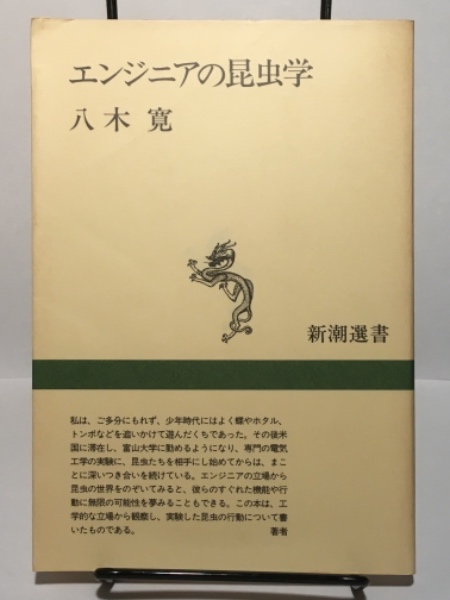 エンジニアの昆虫学
八木 寛
新潮選書
私は、ご多分にもれず、少年時代にはよく蝶やホタル、
トンボなどを追いかけて遊んだくちであった。その後米
国に滞在し、富山大学に勤めるようになり、専門の電気
工学の実験に、昆虫たちを相手にし始めてからは、まこ
とに深いつき合いを続けている。エンジニアの立場から
昆虫の世界をのぞいてみると、彼らのすぐれた機能や行
動に無限の可能性を夢みることもできる。この本は、工
学的な立場から観察し、実験した昆虫の行動について書
いたものである。 著者